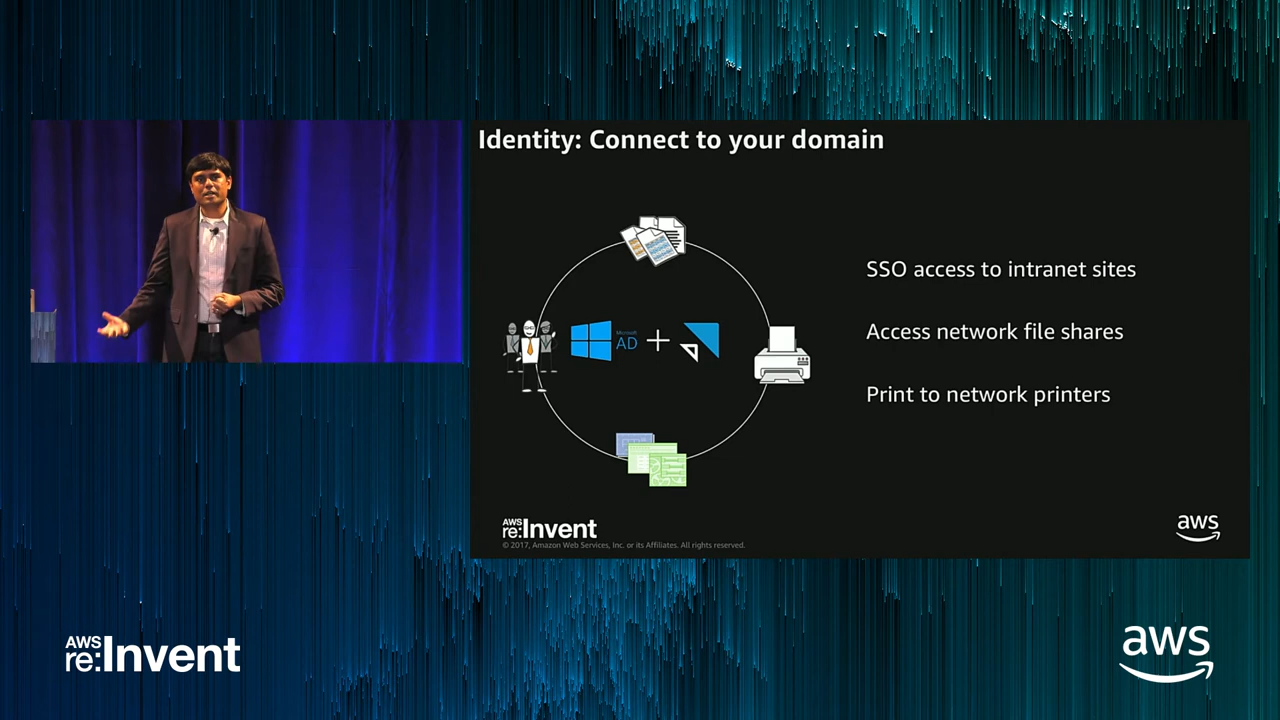 Identity: Connect to your domain
SSO access to intranet sites
Microsoft
AD
Access network file shares
Print to network printers
AWS
re:Invent
© 2017, Amazon Web Services, Inc. or its Affiliates. All rights reserved.
aws
AWS
re:Invent
aws